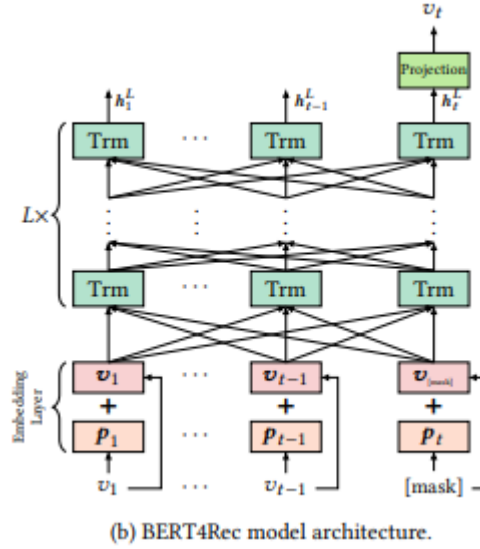 v_t
Projection
h_1^L h_{t-1}^L h_t^L
Trm ... Trm Trm
L×
Trm ... Trm Trm
Embedding Layer
v_1 ... v_{t-1} v_[mask]
+ + +
p_1 ... p_{t-1} p_t
v_1 ... v_{t-1} [mask]
(b) BERT4Rec model architecture.